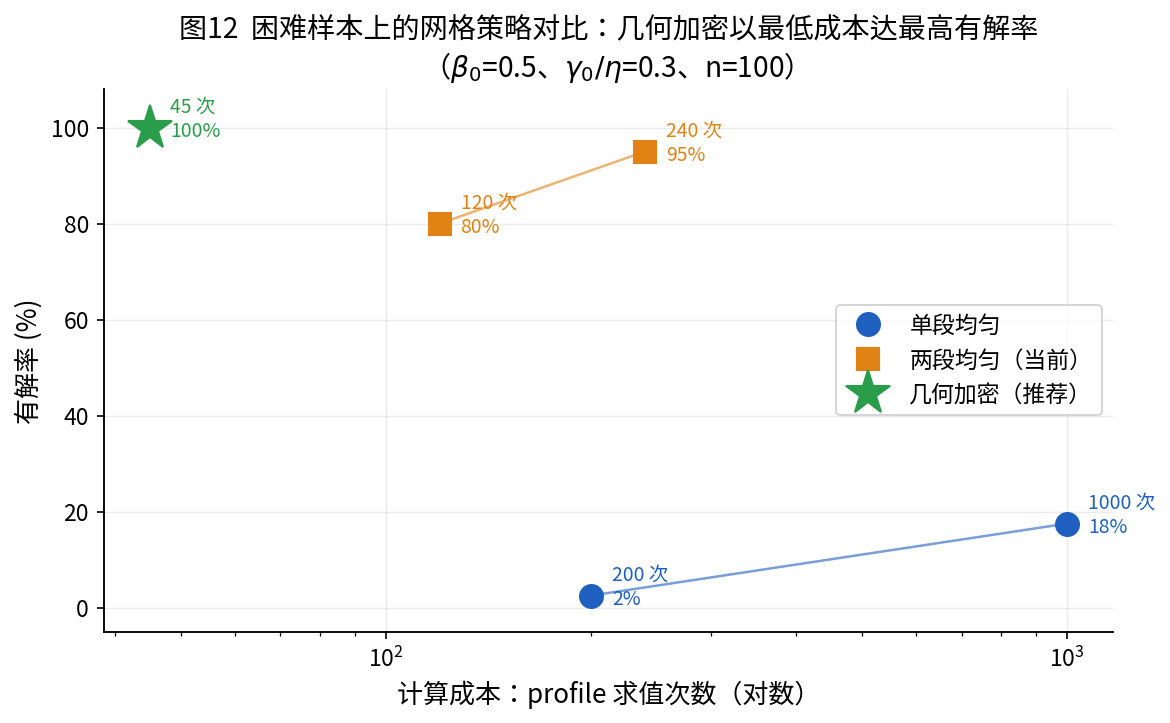 图12 困难样本上的网格策略对比：几何加密以最低成本达最高有解率
（β₀=0.5、γ₀/η=0.3、n=100）
有解率 (%)
100
80
60
40
20
0
45 次
100%
240 次
95%
120 次
80%
1000 次
18%
200 次
2%
单段均匀
两段均匀（当前）
几何加密（推荐）
10²
10³
计算成本：profile 求值次数（对数）